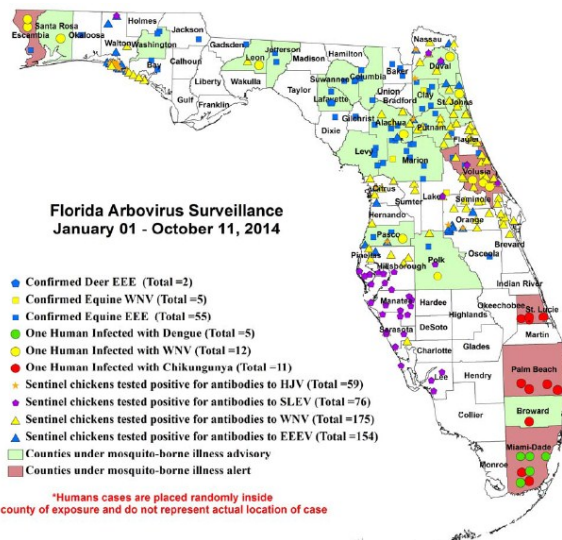 Holmes
Jackson
Santa Rosa
Escambia
Okaloosa
Walton
Washington
Bay
Calhoun
Gulf
Liberty
Franklin
Gadsden
Leon
Wakulla
Jefferson
Madison
Taylor
Hamilton
Suwannee
Columbia
Lafayette
Dixie
Gilchrist
Baker
Union
Bradford
Alachua
Nassau
Duval
Clay
St. Johns
Putnam
Flagler
Levy
Marion
Volusia
Citrus
Sumter
Lake
Seminole
Hernando
Orange
Pasco
Brevard
Pinellas
Hillsborough
Polk
Osceola
Indian River
Manatee
Hardee
Okeechobee
St. Lucie
Highlands
Sarasota
DeSoto
Martin
Charlotte
Glades
Lee
Hendry
Palm Beach
Collier
Broward
Monroe
Miami-Dade
Florida Arbovirus Surveillance
January 01 - October 11, 2014
Confirmed Deer EEE (Total =2)
Confirmed Equine WNV (Total =5)
Confirmed Equine EEE (Total =55)
One Human Infected with Dengue (Total =5)
One Human Infected with WNV (Total =12)
One Human Infected with Chikungunya (Total =11)
Sentinel chickens tested positive for antibodies to HJV (Total =59)
Sentinel chickens tested positive for antibodies to SLEV (Total =76)
Sentinel chickens tested positive for antibodies to WNV (Total =175)
Sentinel chickens tested positive for antibodies to EEEV (Total =154)
Counties under mosquito-borne illness advisory
Counties under mosquito-borne illness alert
*Humans cases are placed randomly inside
county of exposure and do not represent actual location of case